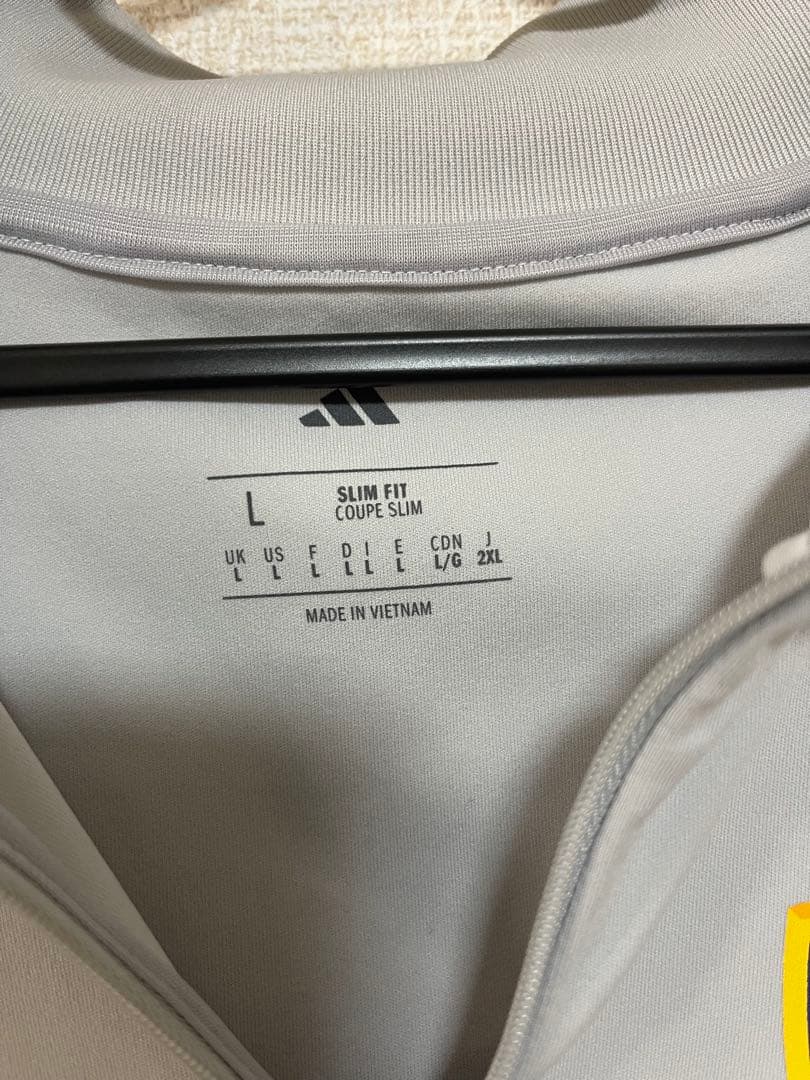 L
SLIM FIT
COUPE SLIM
UK US F D I E CDN J
L L L L L L L/G 2XL
MADE IN VIETNAM